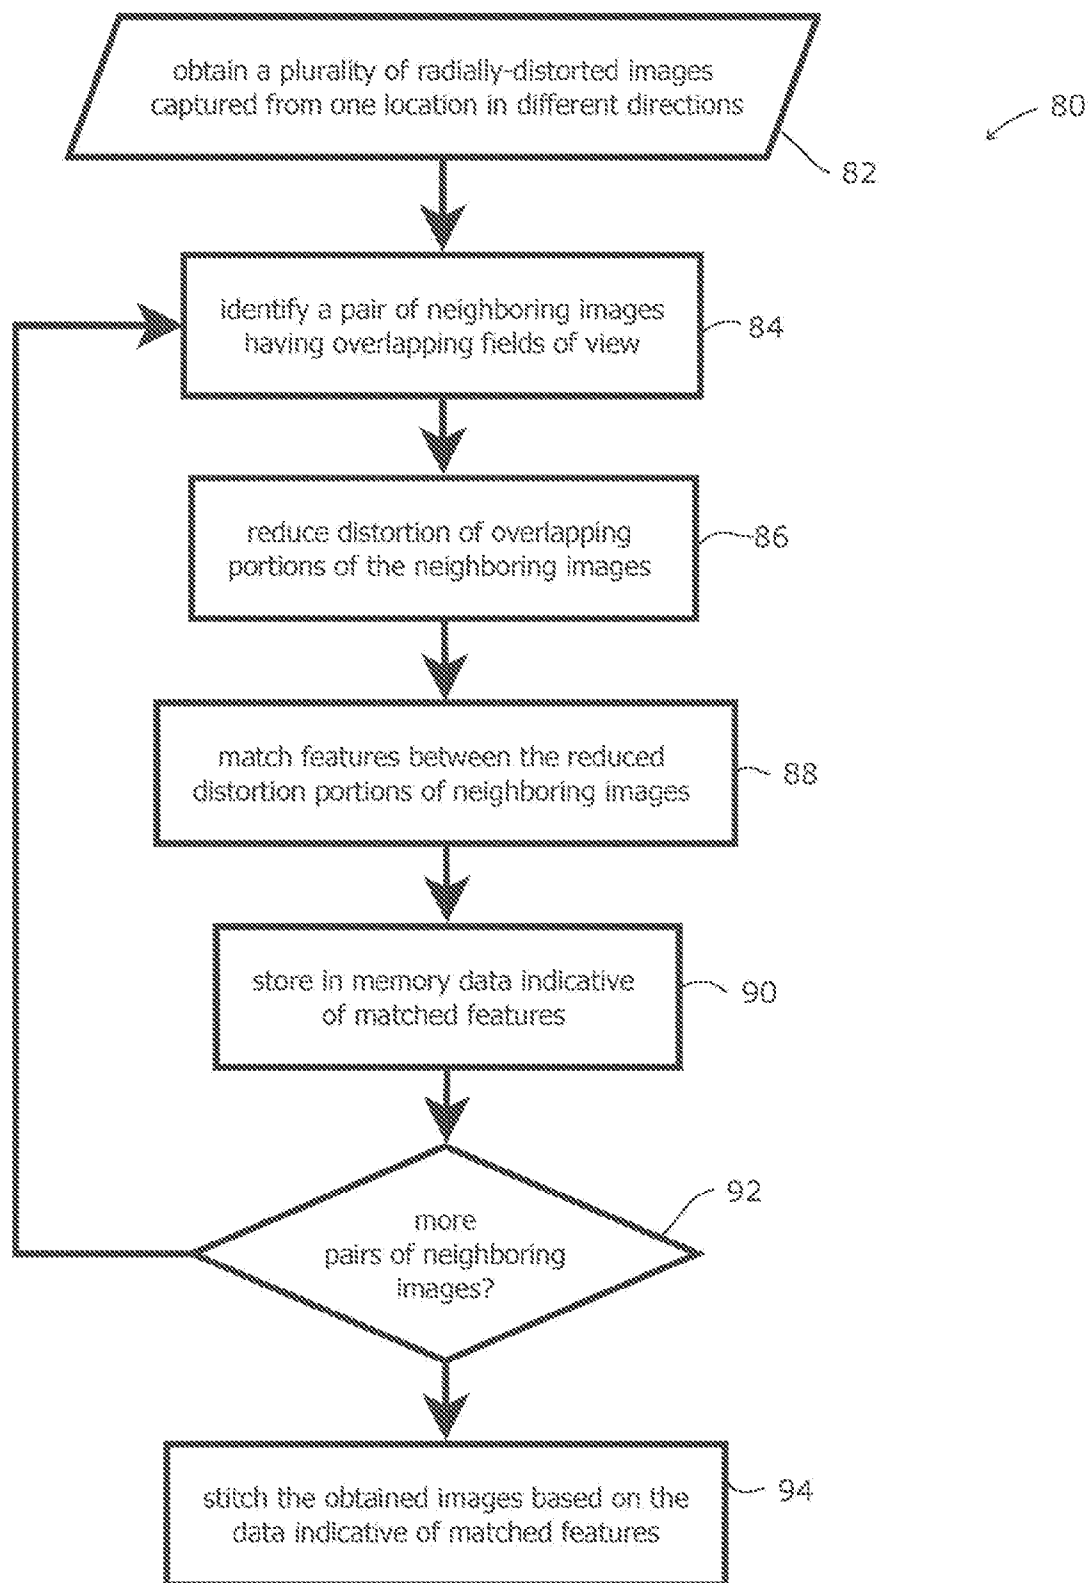 obtain a plurality of radially-distorted images
captured from one location in different directions
80
82
identify a pair of neighboring images
having overlapping fields of view
84
reduce distortion of overlapping
portions of the neighboring images
86
match features between the reduced
distortion portions of neighboring images
88
store in memory data indicative
of matched features
90
more
pairs of neighboring
images?
92
stitch the obtained images based on the
data indicative of matched features
94